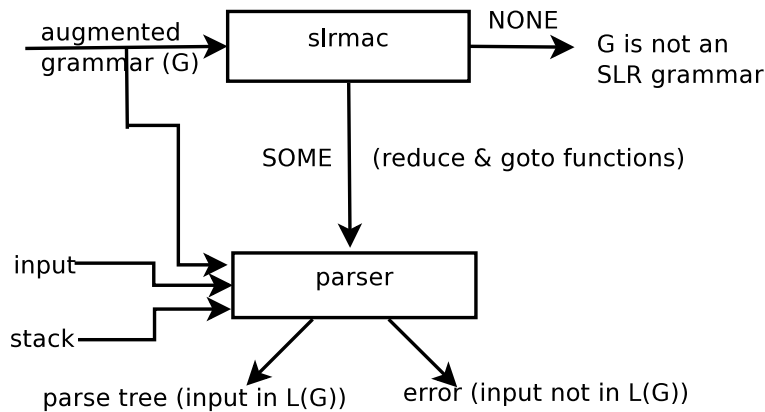 augmented
grammar (G)
slrmac
NONE
G is not an
SLR grammar
SOME
(reduce & goto functions)
input
parser
stack
parse tree (input in L(G))
error (input not in L(G))